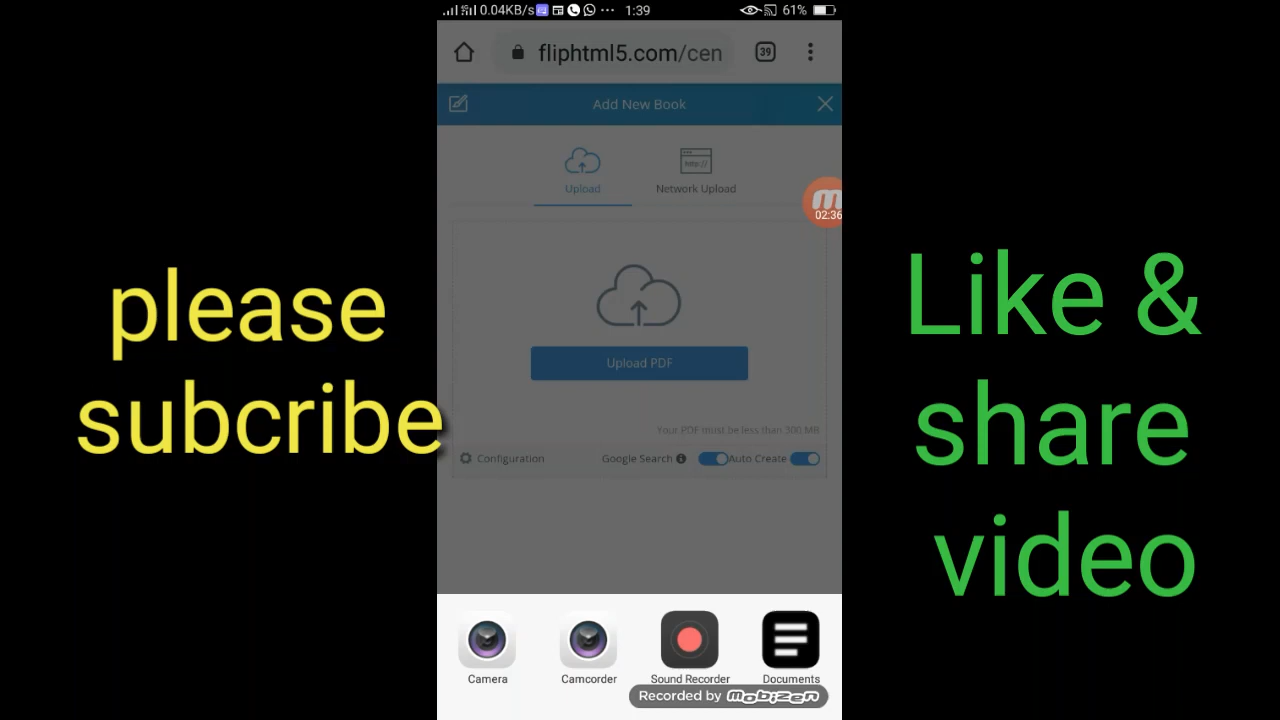 0.04KB/s 1:39 61%
fliphtml5.com/cen 39
Add New Book
http://
Upload Network Upload
02:36
Upload PDF
Your PDF must be less than 300 MB
Configuration Google Search Auto Create
please
subcribe
Like &
share
video
Camera Camcorder Sound Recorder Documents
Recorded by Mobizen